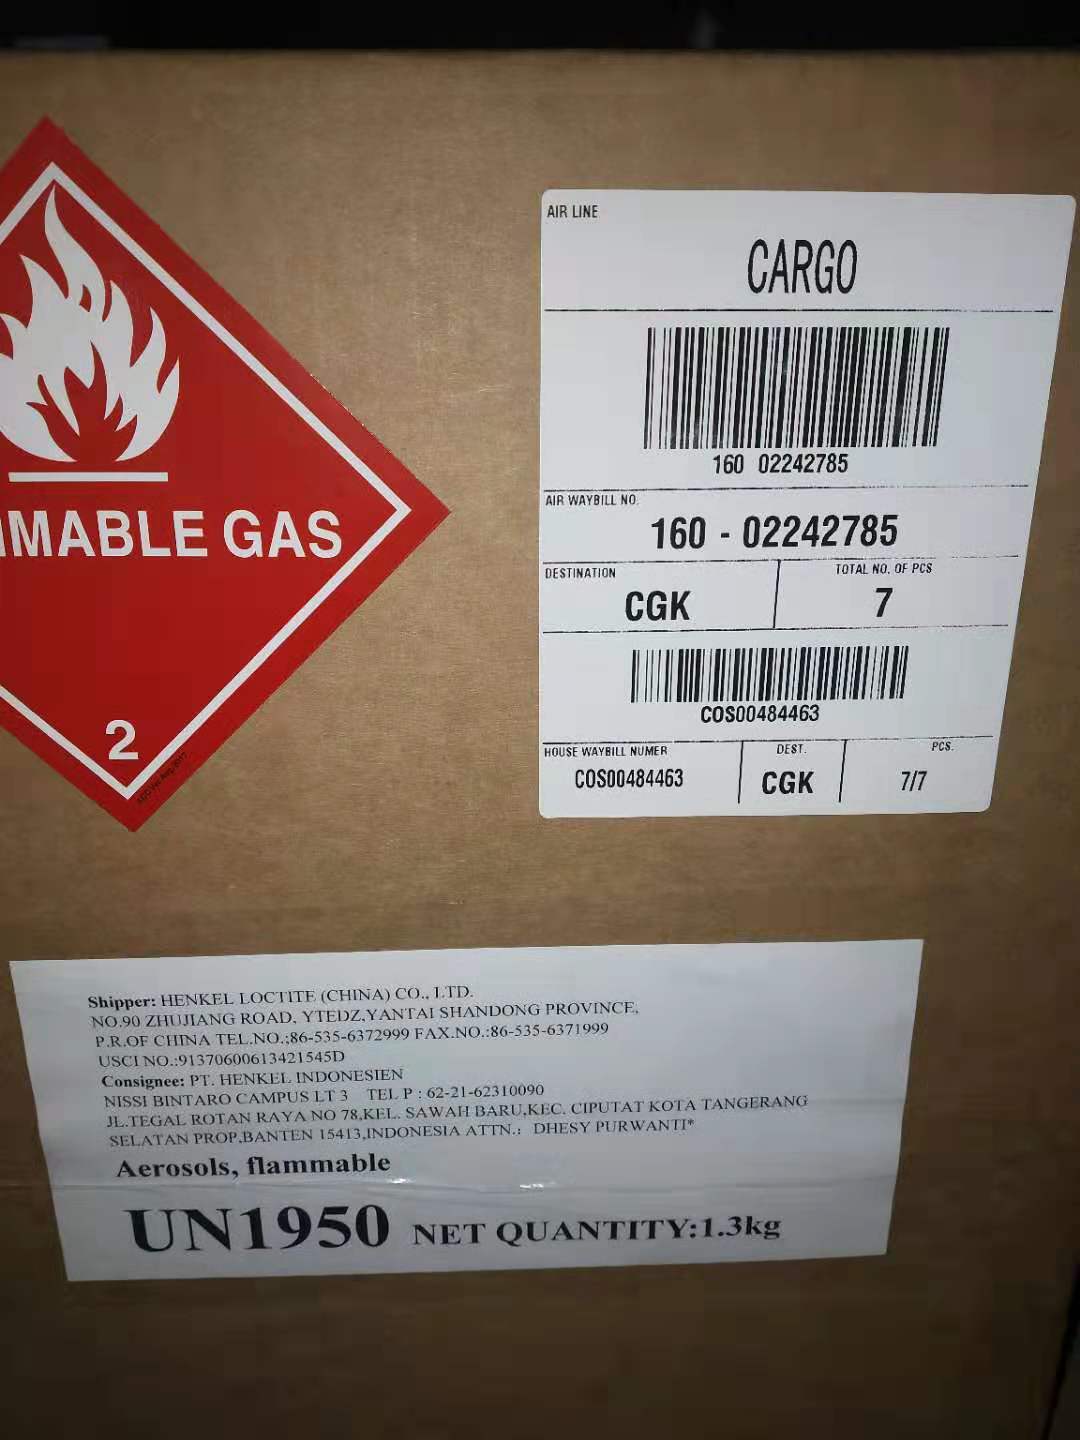 MMABLE GAS
2
AIR LINE
CARGO
160 02242785
AIR WAYBILL NO.
160 - 02242785
DESTINATION
CGK
TOTAL NO. OF PCS
7
COS00484463
HOUSE WAYBILL NUMER
COS00484463
DEST.
CGK
PCS.
7/7
Shipper: HENKEL LOCTITE (CHINA) CO., LTD.
NO.90 ZHUJIANG ROAD, YTEDZ,YANTAI SHANDONG PROVINCE,
P.R.OF CHINA TEL.NO.:86-535-6372999 FAX.NO.:86-535-6371999
USCI NO.:91370600613421545D
Consignee: PT. HENKEL INDONESIEN
NISSI BINTARO CAMPUS LT 3 TEL P : 62-21-62310090
JL.TEGAL ROTAN RAYA NO 78,KEL. SAWAH BARU,KEC. CIPUTAT KOTA TANGERANG
SELATAN PROP,BANTEN 15413,INDONESIA ATTN.: DHESY PURWANTI*
Aerosols, flammable
UN1950 NET QUANTITY:1.3kg